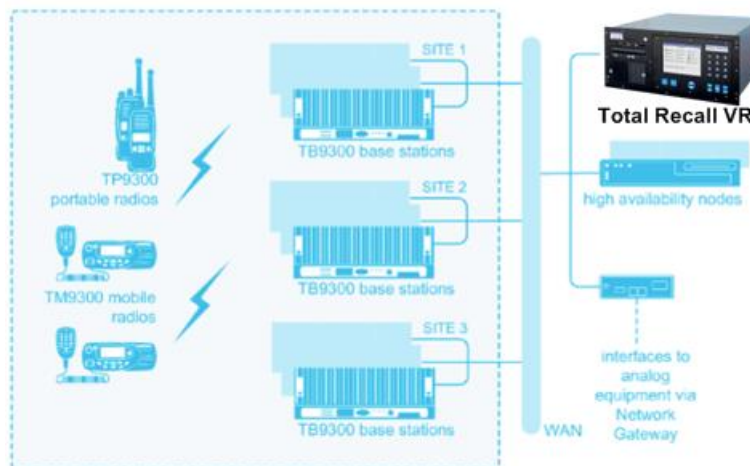 SITE 1
TB9300 base stations
TP9300
portable radios
SITE 2
TB9300 base stations
TM9300 mobile
radios
SITE 3
TB9300 base stations
WAN
Total Recall VR
high availability nodes
interfaces to
analog
equipment via
Network
Gateway